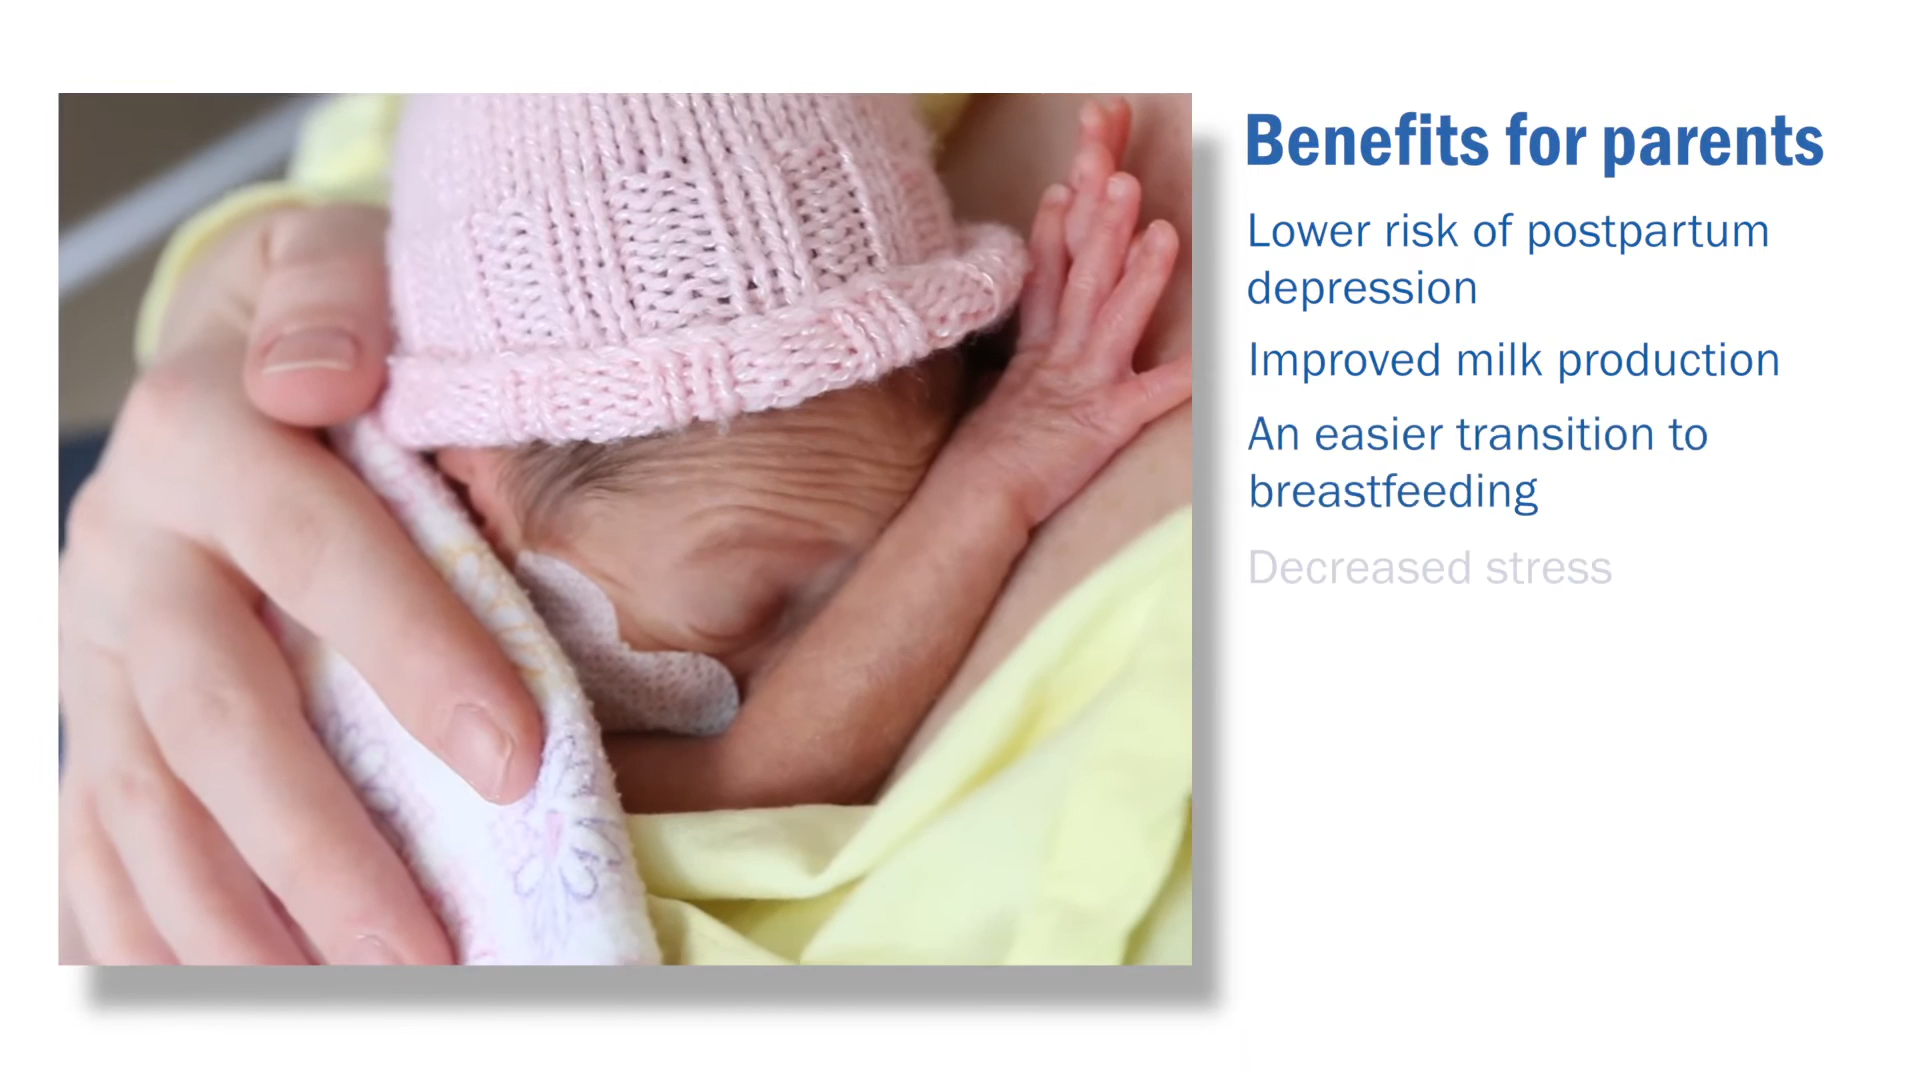 Benefits for parents
Lower risk of postpartum
depression
Improved milk production
An easier transition to
breastfeeding
Decreased stress